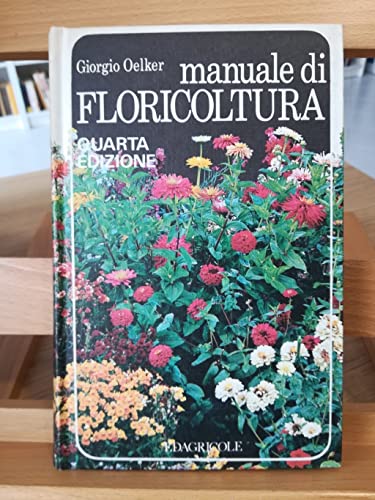 Giorgio Oelker
manuale di
FLORICOLTURA
QUARTA
EDIZIONE
EDAGRICOLE